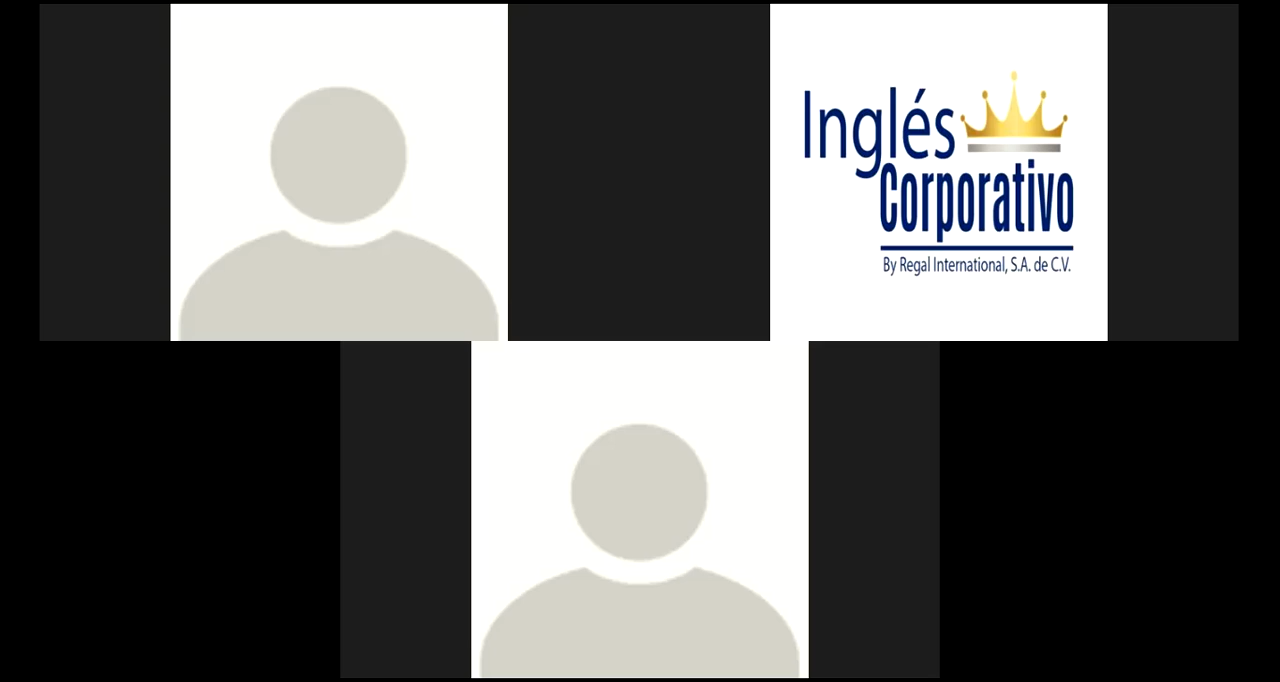 Inglés
Corporativo
By Regal International, S.A. de C.V.